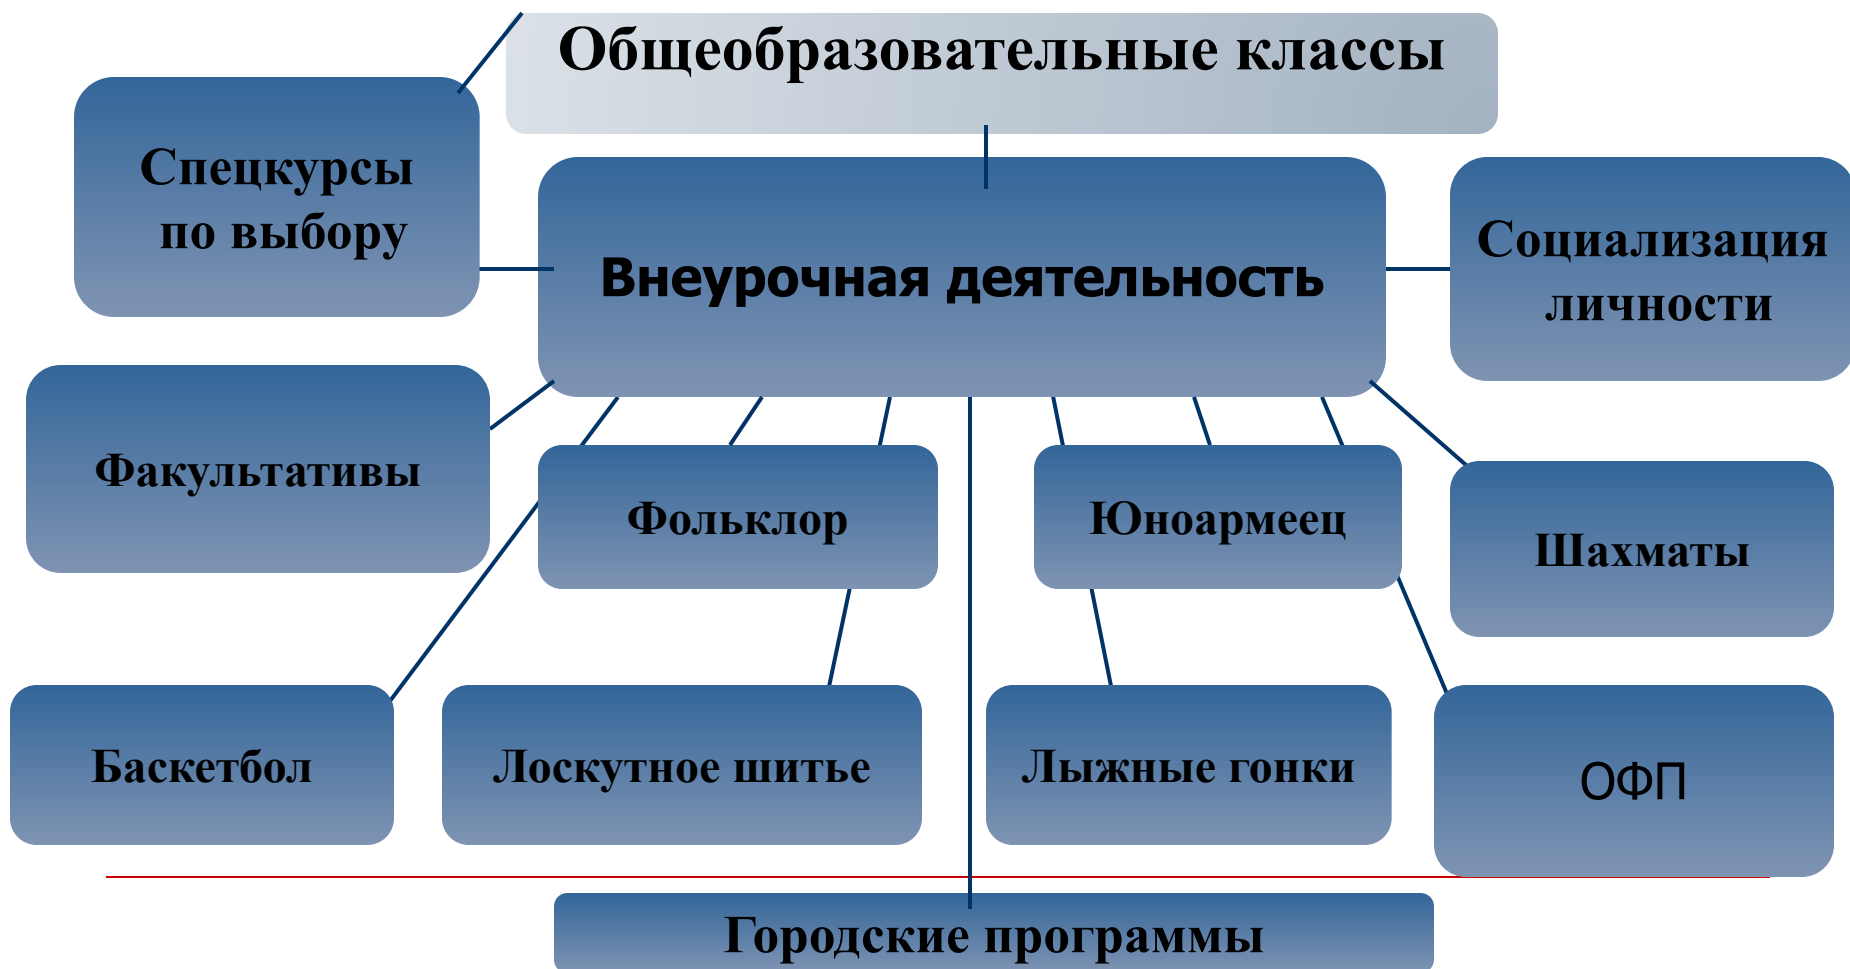 Общеобразовательные классы
Спецкурсы
по выбору
Внеурочная деятельность
Социализация
личности
Факультативы
Фольклор
Юноармеец
Шахматы
Баскетбол
Лоскутное шитье
Лыжные гонки
ОФП
Городские программы